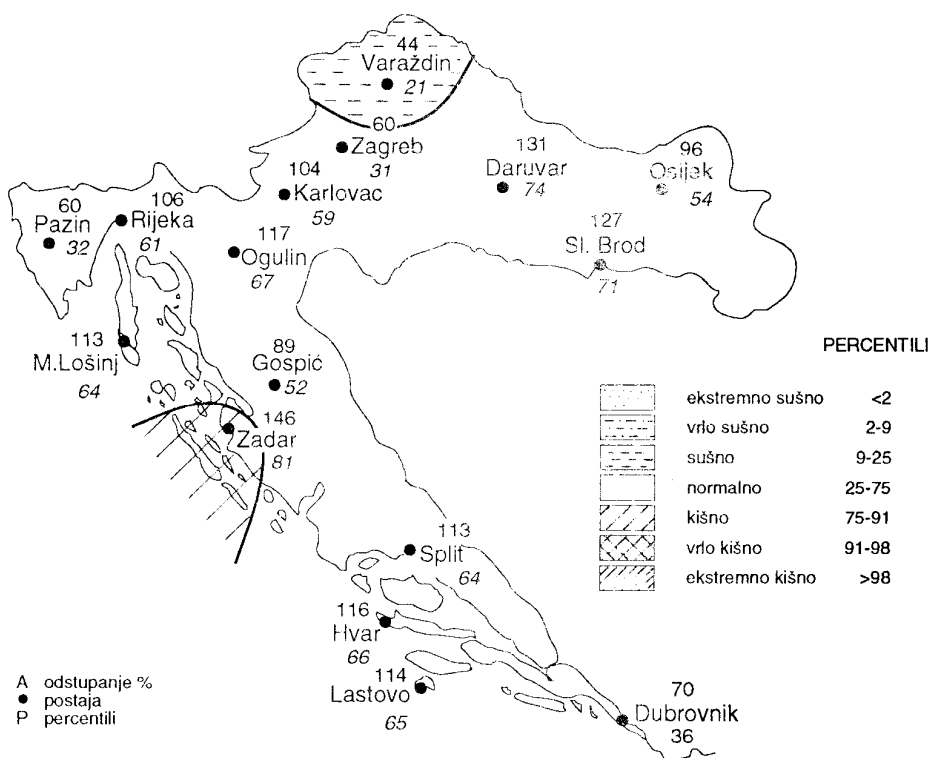 44
Varaždin
21
60
Zagreb
31
131
Daruvar
74
96
Osijek
54
104
Karlovac
59
60
Pazin
32
106
Rijeka
61
117
Ogulin
67
127
Sl. Brod
71
113
M.Lošinj
64
89
Gospić
52
146
Zadar
81
113
Split
64
116
Hvar
66
114
Lastovo
65
70
Dubrovnik
36
PERCENTILI
ekstremno sušno <2
vrlo sušno 2-9
sušno 9-25
normalno 25-75
kišno 75-91
vrlo kišno 91-98
ekstremno kišno >98
A odstupanje %
postaja
P percentili